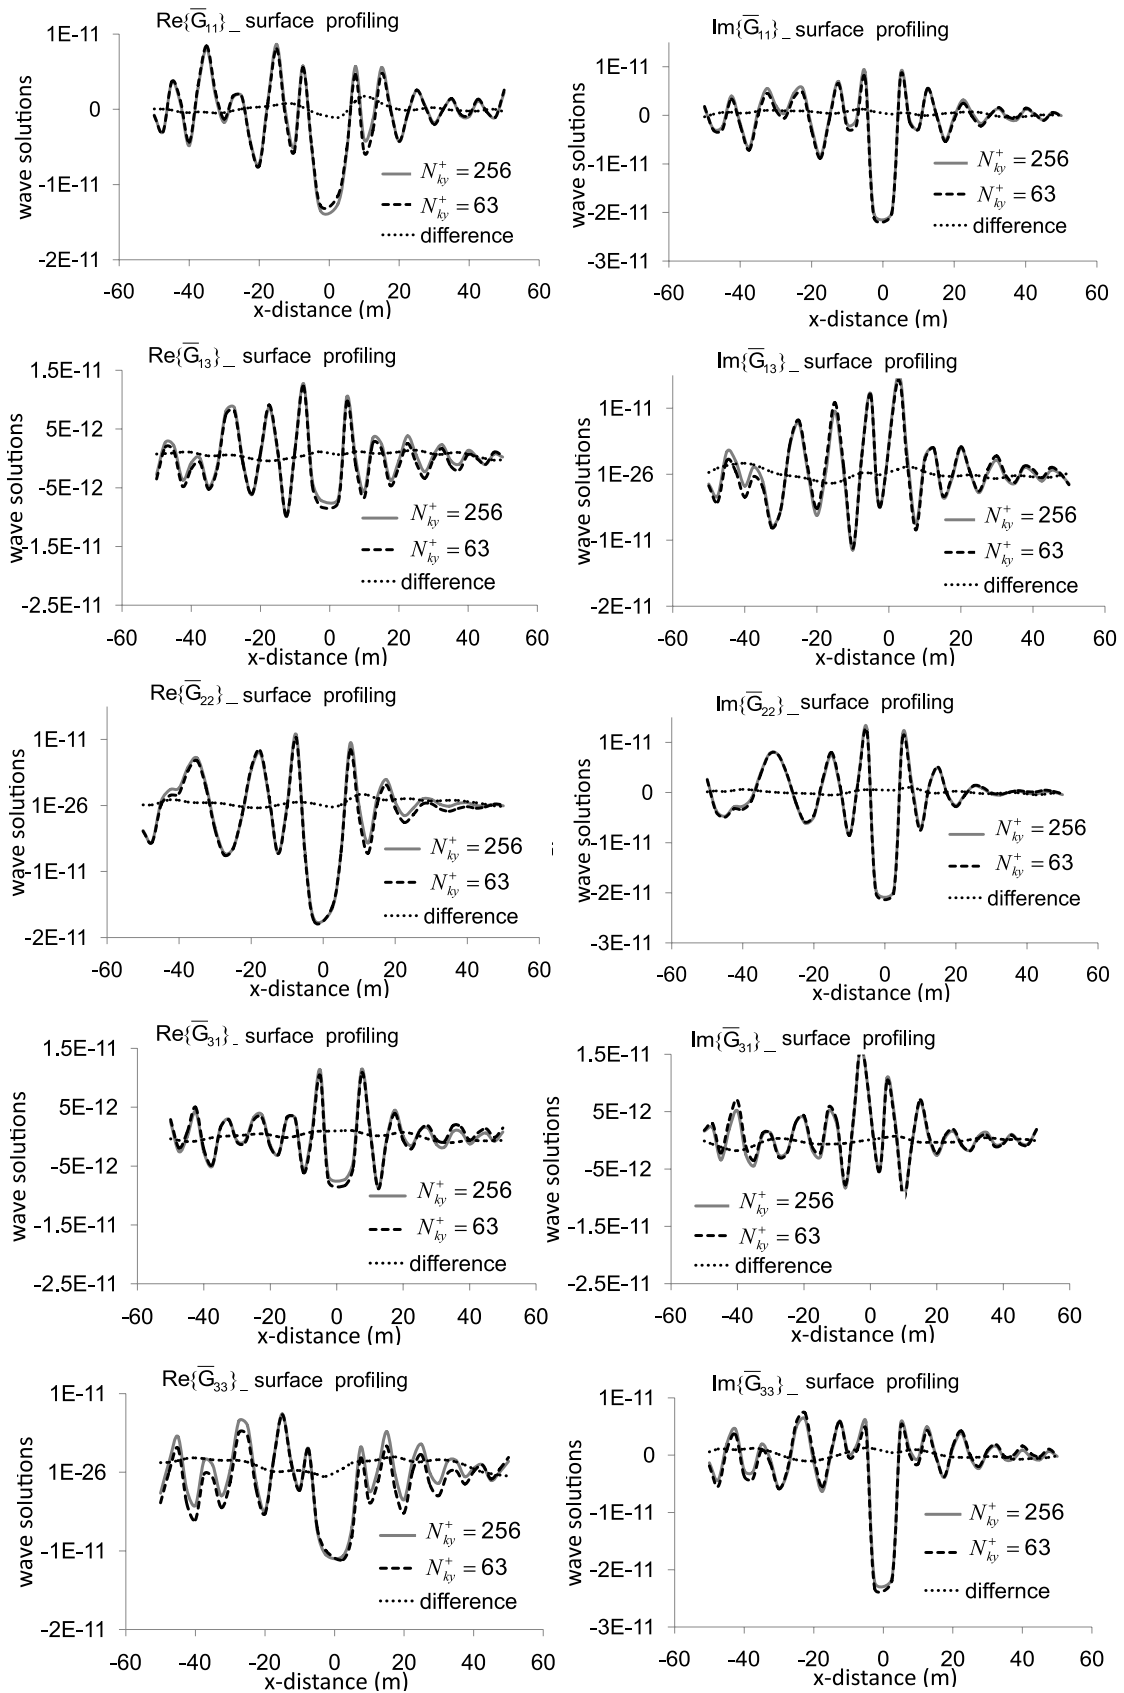 Re{G̅₁₁}_ surface profiling
1E-11
0
-1E-11
-2E-11
wave solutions
N⁺ky = 256
N⁺ky = 63
difference
-60 -40 -20 0 20 40 60
x-distance (m)
Im{G̅₁₁}_ surface profiling
1E-11
0
-1E-11
-2E-11
-3E-11
wave solutions
N⁺ky = 256
N⁺ky = 63
difference
-60 -40 -20 0 20 40 60
x-distance (m)
Re{G̅₁₃}_ surface profiling
1.5E-11
5E-12
-5E-12
-1.5E-11
-2.5E-11
wave solutions
N⁺ky = 256
N⁺ky = 63
difference
-60 -40 -20 0 20 40 60
x-distance (m)
Im{G̅₁₃}_ surface profiling
1E-11
1E-26
-1E-11
-2E-11
wave solutions
N⁺ky = 256
N⁺ky = 63
difference
-60 -40 -20 0 20 40 60
x-distance (m)
Re{G̅₂₂}_ surface profiling
1E-11
1E-26
-1E-11
-2E-11
wave solutions
N⁺ky = 256
N⁺ky = 63
difference
-60 -40 -20 0 20 40 60
x-distance (m)
Im{G̅₂₂}_ surface profiling
1E-11
0
-1E-11
-2E-11
-3E-11
wave solutions
N⁺ky = 256
N⁺ky = 63
difference
-60 -40 -20 0 20 40 60
x-distance (m)
Re{G̅₃₁}_ surface profiling
1.5E-11
5E-12
-5E-12
-1.5E-11
-2.5E-11
wave solutions
N⁺ky = 256
N⁺ky = 63
difference
-60 -40 -20 0 20 40 60
x-distance (m)
Im{G̅₃₁}_ surface profiling
1.5E-11
5E-12
-5E-12
-1.5E-11
-2.5E-11
wave solutions
N⁺ky = 256
N⁺ky = 63
difference
-60 -40 -20 0 20 40 60
x-distance (m)
Re{G̅₃₃}_ surface profiling
1E-11
1E-26
-1E-11
-2E-11
wave solutions
N⁺ky = 256
N⁺ky = 63
difference
-60 -40 -20 0 20 40 60
x-distance (m)
Im{G̅₃₃}_ surface profiling
1E-11
0
-1E-11
-2E-11
-3E-11
wave solutions
N⁺ky = 256
N⁺ky = 63
differnce
-60 -40 -20 0 20 40 60
x-distance (m)